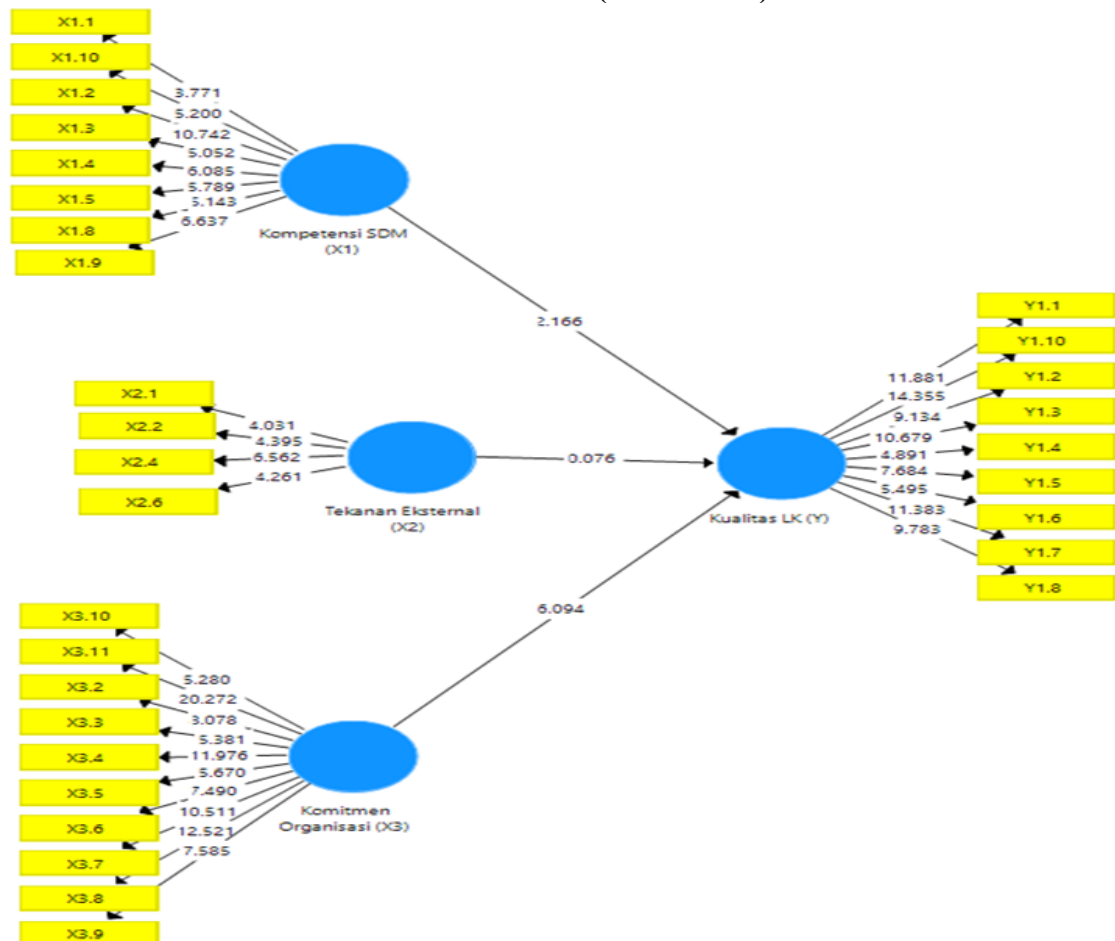 X1.1
X1.10
X1.2
X1.3
X1.4
X1.5
X1.8
X1.9
3.771
5.200
10.742
5.052
6.085
5.789
5.143
6.637
Kompetensi SDM
(X1)
2.166
X2.1
X2.2
X2.4
X2.6
4.031
4.395
6.562
4.261
Tekanan Eksternal
(X2)
0.076
Kualitas LK (Y)
11.881
14.355
9.134
10.679
4.891
7.684
5.495
11.383
9.783
Y1.1
Y1.10
Y1.2
Y1.3
Y1.4
Y1.5
Y1.6
Y1.7
Y1.8
6.094
X3.10
X3.11
X3.2
X3.3
X3.4
X3.5
X3.6
X3.7
X3.8
X3.9
5.280
20.272
3.078
5.381
11.976
5.670
7.490
10.511
12.521
7.585
Komitmen
Organisasi (X3)